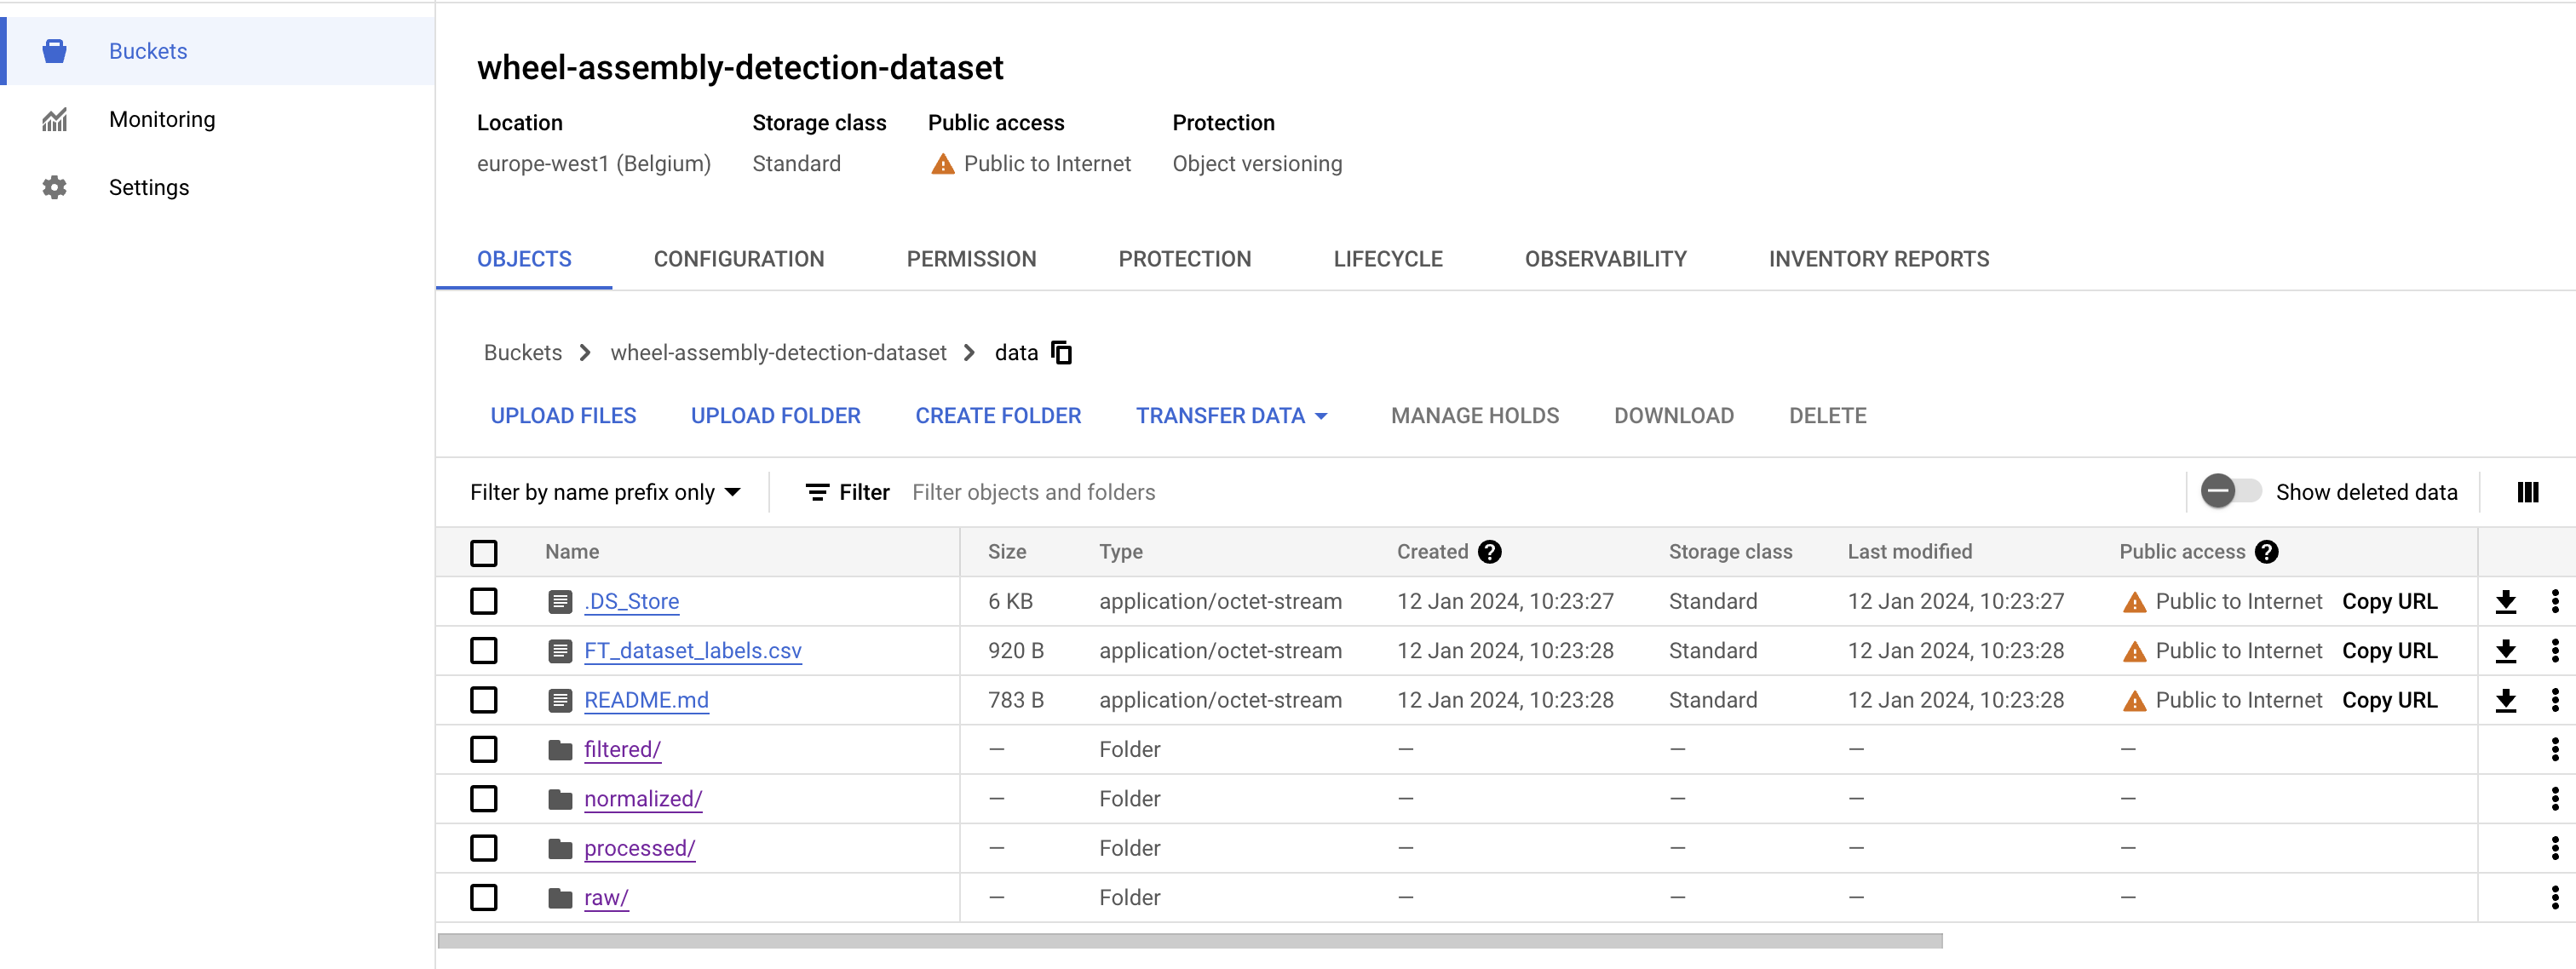 Buckets
Monitoring
Settings
wheel-assembly-detection-dataset
Location Storage class Public access Protection
europe-west1 (Belgium) Standard Public to Internet Object versioning
OBJECTS CONFIGURATION PERMISSION PROTECTION LIFECYCLE OBSERVABILITY INVENTORY REPORTS
Buckets wheel-assembly-detection-dataset data
UPLOAD FILES UPLOAD FOLDER CREATE FOLDER TRANSFER DATA MANAGE HOLDS DOWNLOAD DELETE
Filter by name prefix only Filter Filter objects and folders Show deleted data
Name Size Type Created ? Storage class Last modified Public access ?
.DS_Store 6 KB application/octet-stream 12 Jan 2024, 10:23:27 Standard 12 Jan 2024, 10:23:27 Public to Internet Copy URL
FT_dataset_labels.csv 920 B application/octet-stream 12 Jan 2024, 10:23:28 Standard 12 Jan 2024, 10:23:28 Public to Internet Copy URL
README.md 783 B application/octet-stream 12 Jan 2024, 10:23:28 Standard 12 Jan 2024, 10:23:28 Public to Internet Copy URL
filtered/ — Folder — — — —
normalized/ — Folder — — — —
processed/ — Folder — — — —
raw/ — Folder — — — —